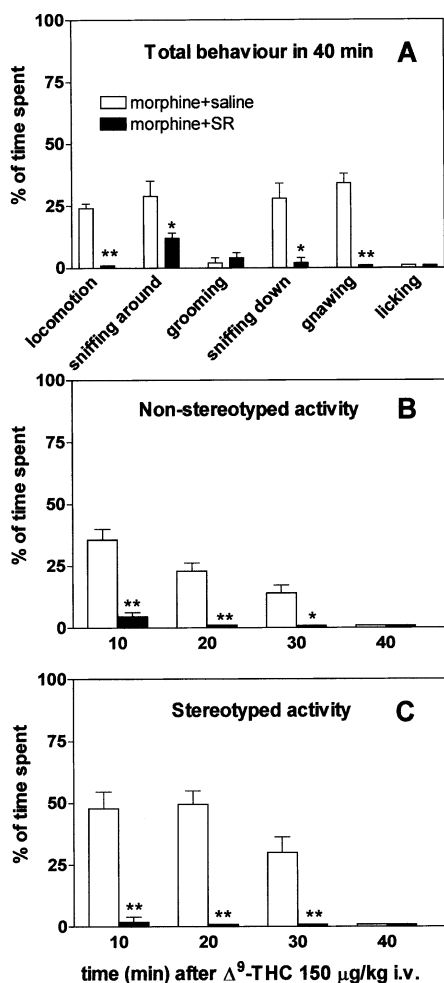 100
75
50
25
0
% of time spent
Total behaviour in 40 min
A
morphine+saline
morphine+SR
**
*
*
**
locomotion
sniffing around
grooming
sniffing down
gnawing
licking
100
75
50
25
0
% of time spent
Non-stereotyped activity
B
**
**
*
10
20
30
40
100
75
50
25
0
% of time spent
Stereotyped activity
C
**
**
**
10
20
30
40
time (min) after Δ⁹-THC 150 μg/kg i.v.